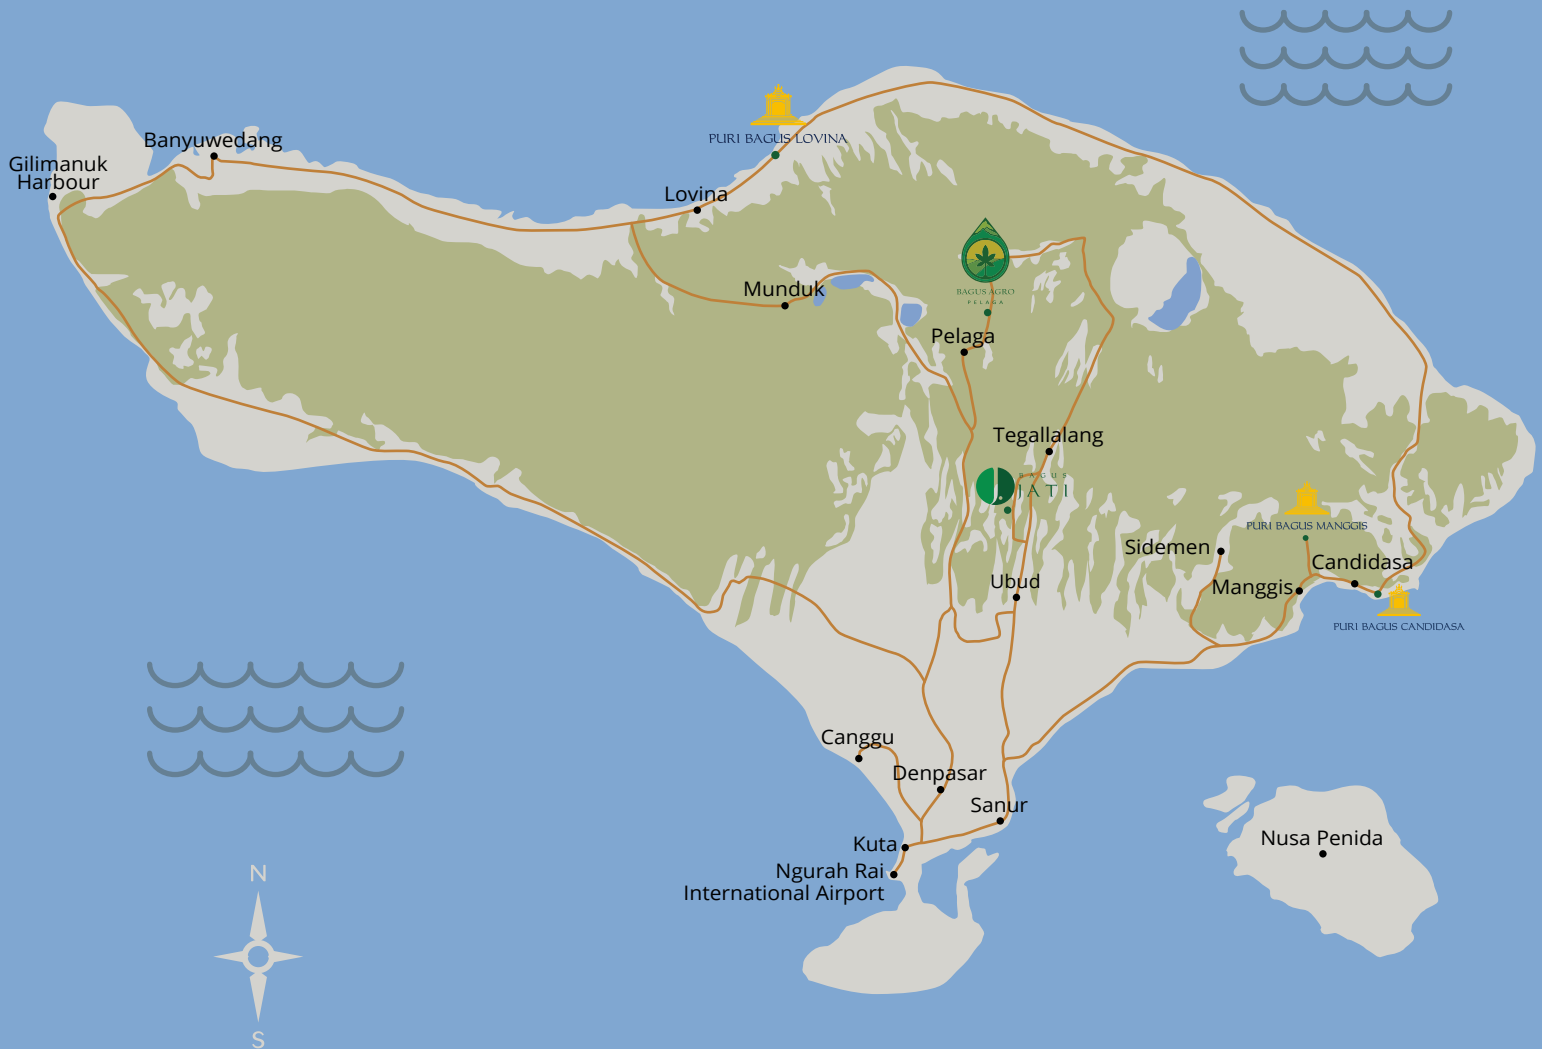 PURI BAGUS LOVINA
Banyuwedang
Gilimanuk
Harbour
Lovina
Munduk
BAGUS AGRO
PELAGA
Pelaga
Tegallalang
BAGUS
JATI
PURI BAGUS MANGGIS
Sidemen
Candidasa
Ubud
Manggis
PURI BAGUS CANDIDASA
Canggu
Denpasar
Sanur
Kuta
Nusa Penida
Ngurah Rai
International Airport
N
S